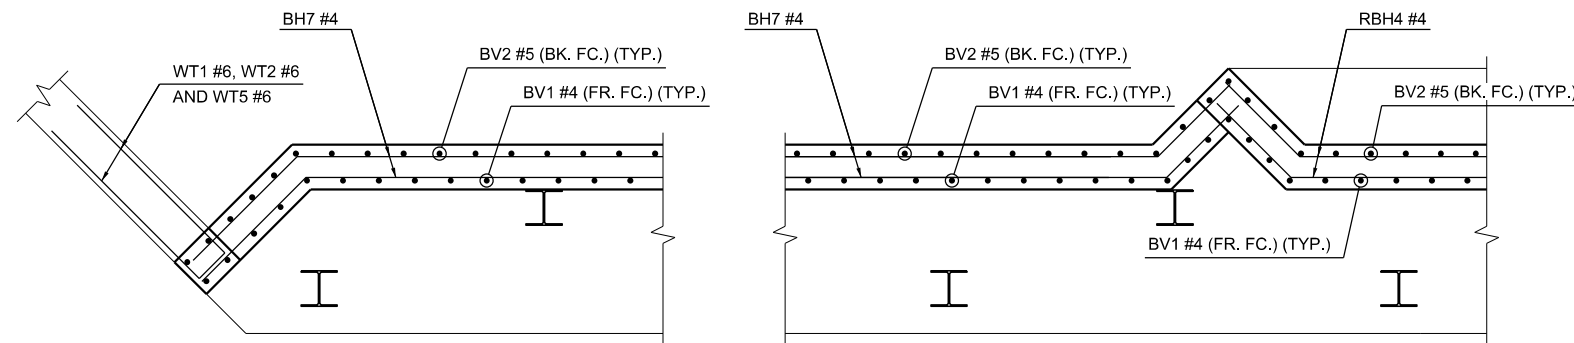 BH7 #4
WT1 #6, WT2 #6
AND WT5 #6
BV2 #5 (BK. FC.) (TYP.)
BV1 #4 (FR. FC.) (TYP.)
BH7 #4
BV2 #5 (BK. FC.) (TYP.)
BV1 #4 (FR. FC.) (TYP.)
RBH4 #4
BV2 #5 (BK. FC.) (TYP.)
BV1 #4 (FR. FC.) (TYP.)